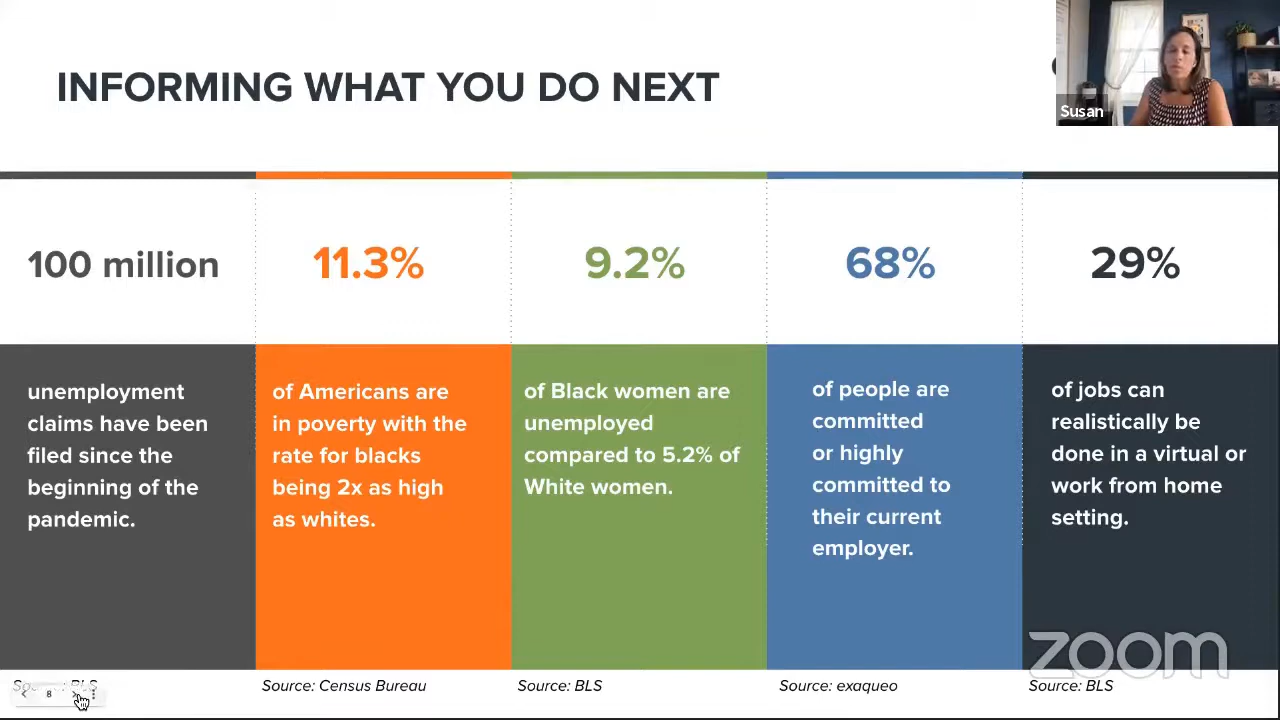 INFORMING WHAT YOU DO NEXT
Susan
100 million
unemployment
claims have been
filed since the
beginning of the
pandemic.
Source: BLS
11.3%
of Americans are
in poverty with the
rate for blacks
being 2x as high
as whites.
Source: Census Bureau
9.2%
of Black women are
unemployed
compared to 5.2% of
White women.
Source: BLS
68%
of people are
committed
or highly
committed to
their current
employer.
Source: exaqueo
29%
of jobs can
realistically be
done in a virtual or
work from home
setting.
Source: BLS
zoom
8